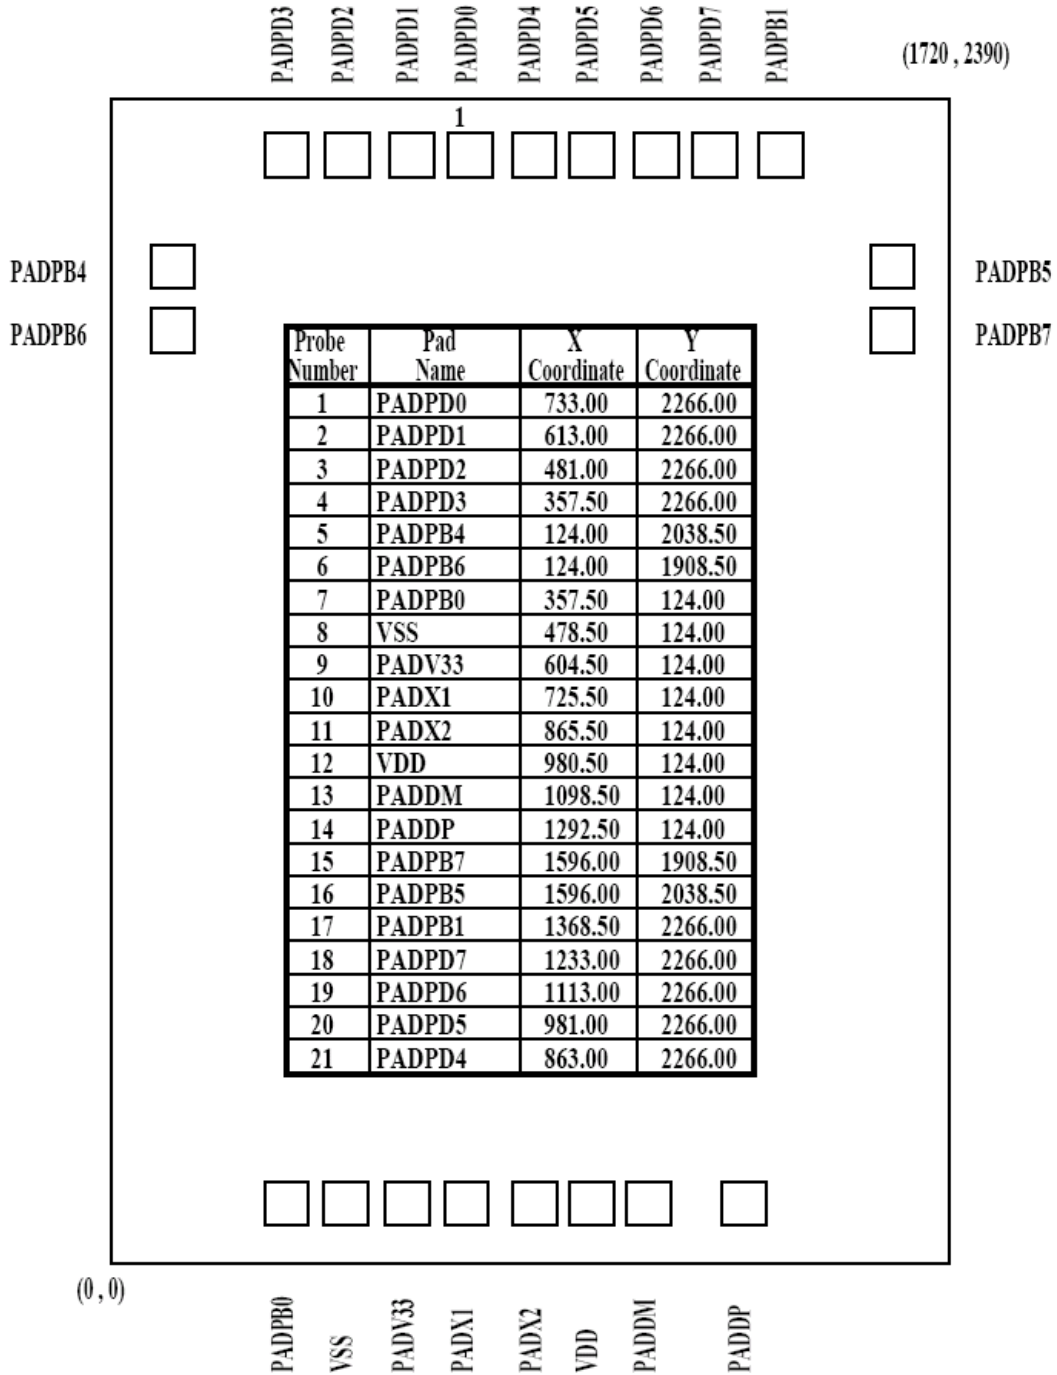 PADPD3 PADPD2 PADPD1 PADPD0 PADPD4 PADPD5 PADPD6 PADPD7 PADPB1
(1720 , 2390)
1
PADPB4 PADPB5
PADPB6 PADPB7
Probe Number Pad Name X Coordinate Y Coordinate
1 PADPD0 733.00 2266.00
2 PADPD1 613.00 2266.00
3 PADPD2 481.00 2266.00
4 PADPD3 357.50 2266.00
5 PADPB4 124.00 2038.50
6 PADPB6 124.00 1908.50
7 PADPB0 357.50 124.00
8 VSS 478.50 124.00
9 PADV33 604.50 124.00
10 PADX1 725.50 124.00
11 PADX2 865.50 124.00
12 VDD 980.50 124.00
13 PADDM 1098.50 124.00
14 PADDP 1292.50 124.00
15 PADPB7 1596.00 1908.50
16 PADPB5 1596.00 2038.50
17 PADPB1 1368.50 2266.00
18 PADPD7 1233.00 2266.00
19 PADPD6 1113.00 2266.00
20 PADPD5 981.00 2266.00
21 PADPD4 863.00 2266.00
(0 , 0)
PADPB0 VSS PADV33 PADX1 PADX2 VDD PADDM PADDP